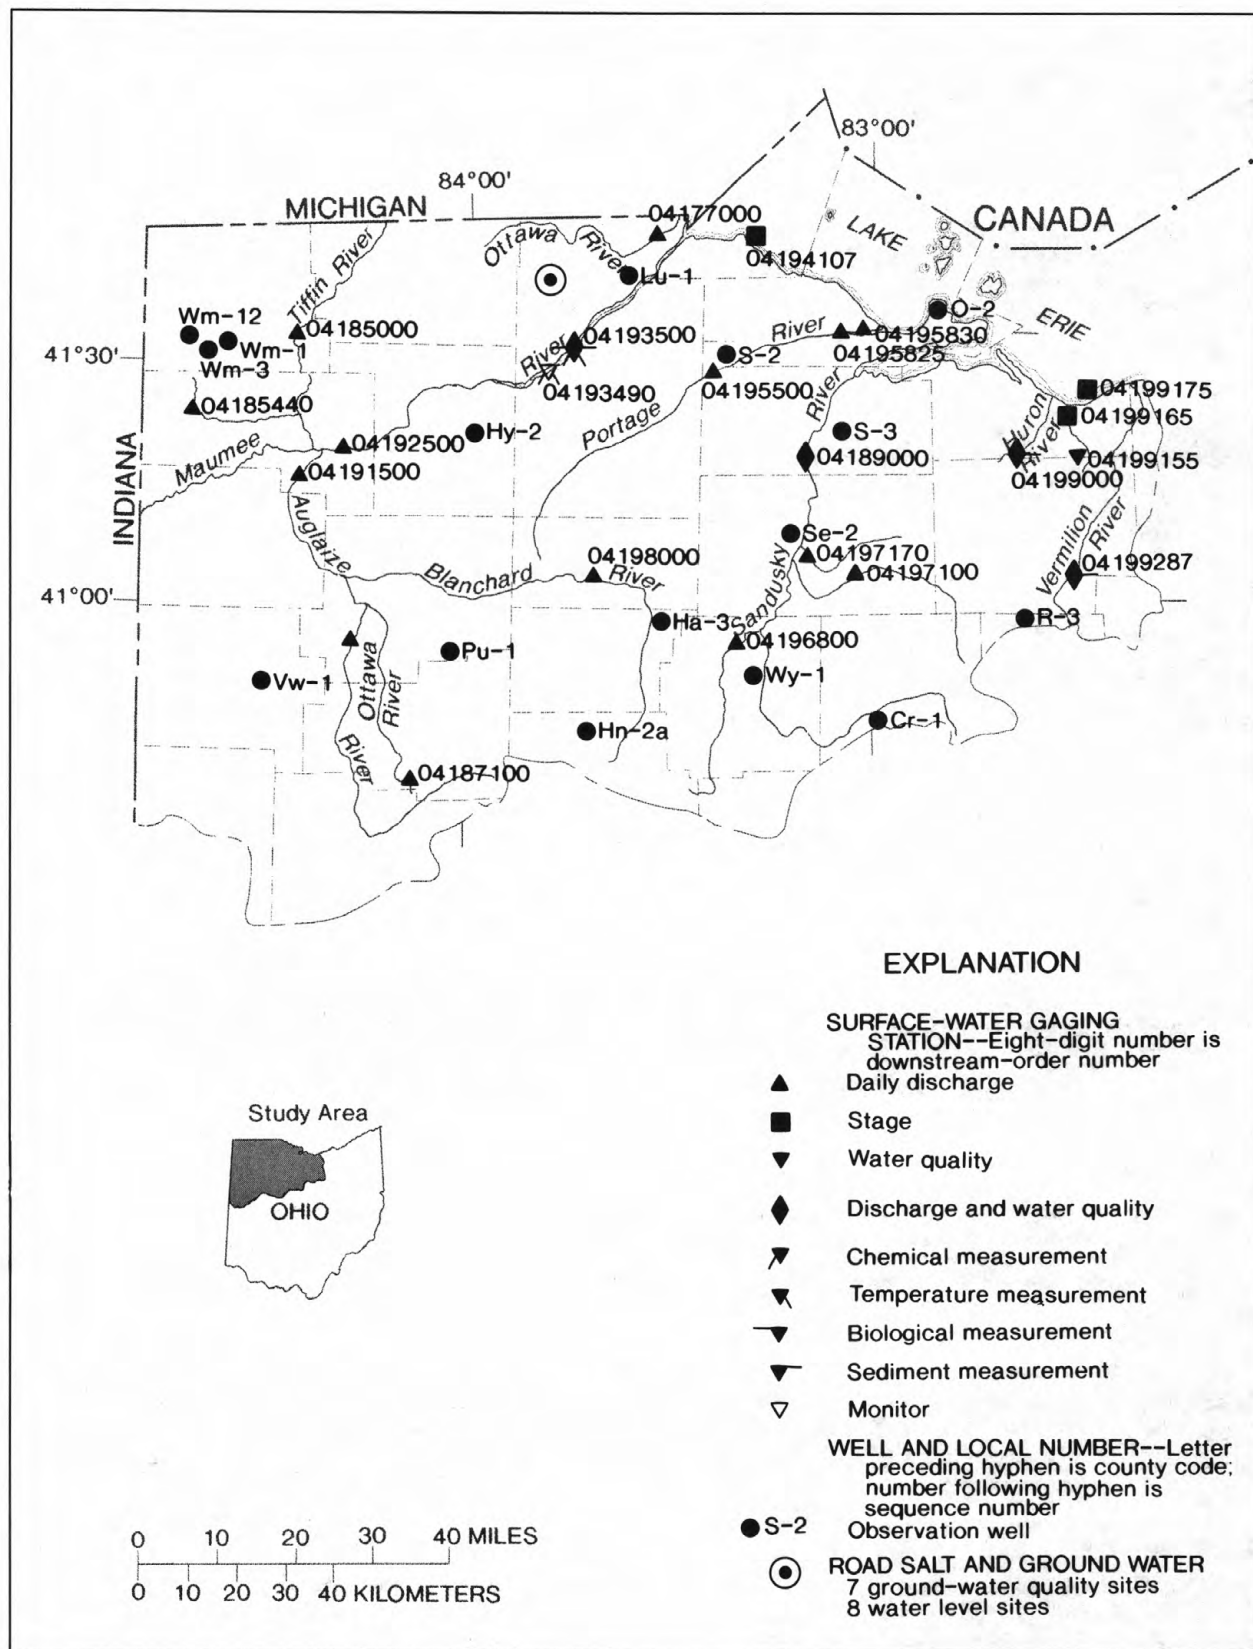 83°00'
84°00'
MICHIGAN
CANADA
04177000
LAKE
Ottawa
River
04194107
Tiffin River
Lu-1
Wm-12
O-2
04185000
Wm-1
04193500
River
04195830
ERIE
41°30'
Wm-3
River
S-2
04195825
04193490
04195500
04199175
04185440
River
04199165
Portage
Huron
River
Hy-2
S-3
04192500
Maumee
04189000
04199155
04191500
04199000
INDIANA
Auglaize
Se-2
Vermilion
River
04198000
04197170
Blanchard
River
04197100
04199287
41°00'
Sandusky
Ha-3
R-3
04196800
Pu-1
Vw-1
Ottawa
River
Wy-1
Cr-1
Hn-2a
River
04187100
EXPLANATION
SURFACE-WATER GAGING
STATION--Eight-digit number is
downstream-order number
Daily discharge
Stage
Water quality
Discharge and water quality
Chemical measurement
Temperature measurement
Biological measurement
Sediment measurement
Monitor
WELL AND LOCAL NUMBER--Letter
preceding hyphen is county code;
number following hyphen is
sequence number
S-2 Observation well
ROAD SALT AND GROUND WATER
7 ground-water quality sites
8 water level sites
Study Area
OHIO
0 10 20 30 40 MILES
0 10 20 30 40 KILOMETERS